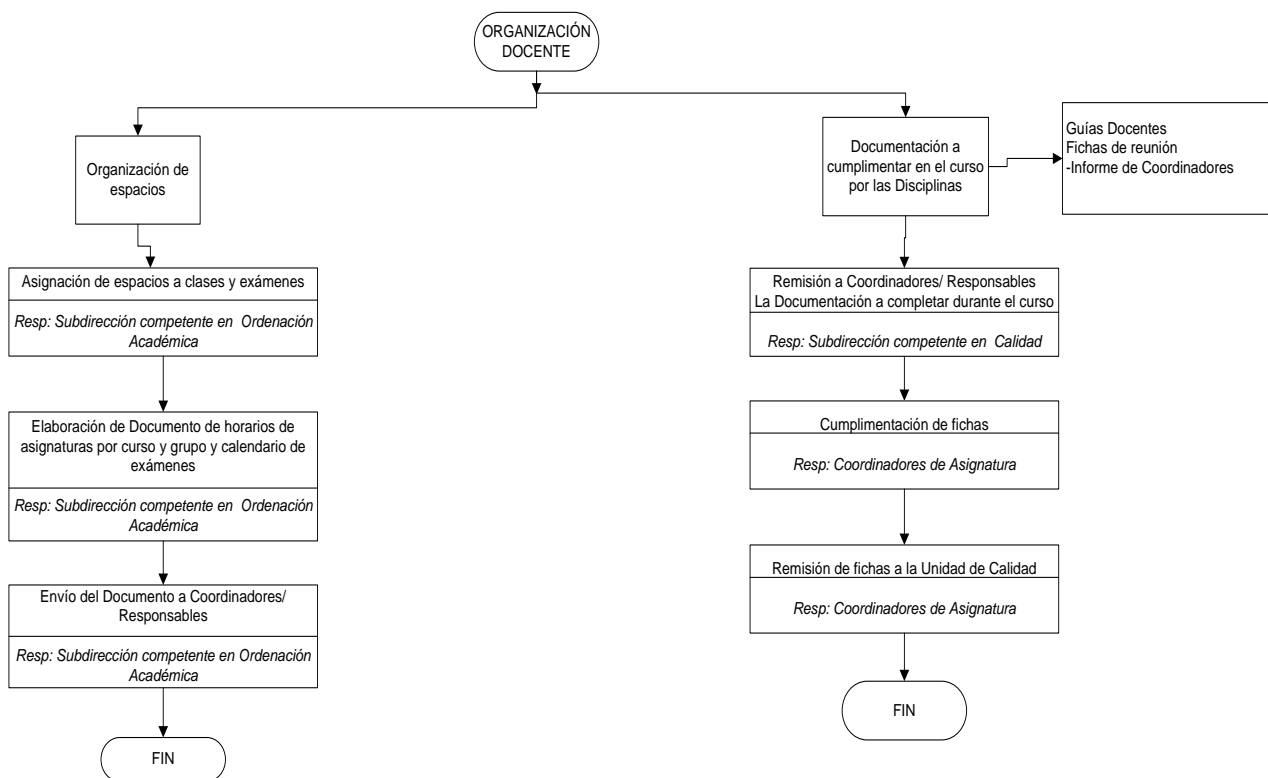 ORGANIZACIÓN
DOCENTE
Organización de
espacios
Asignación de espacios a clases y exámenes
Resp: Subdirección competente en Ordenación
Académica
Elaboración de Documento de horarios de
asignaturas por curso y grupo y calendario de
exámenes
Resp: Subdirección competente en Ordenación
Académica
Envío del Documento a Coordinadores/
Responsables
Resp: Subdirección competente en Ordenación
Académica
FIN
Documentación a
cumplimentar en el curso
por las Disciplinas
Guías Docentes
Fichas de reunión
-Informe de Coordinadores
Remisión a Coordinadores/ Responsables
La Documentación a completar durante el curso
Resp: Subdirección competente en Calidad
Cumplimentación de fichas
Resp: Coordinadores de Asignatura
Remisión de fichas a la Unidad de Calidad
Resp: Coordinadores de Asignatura
FIN